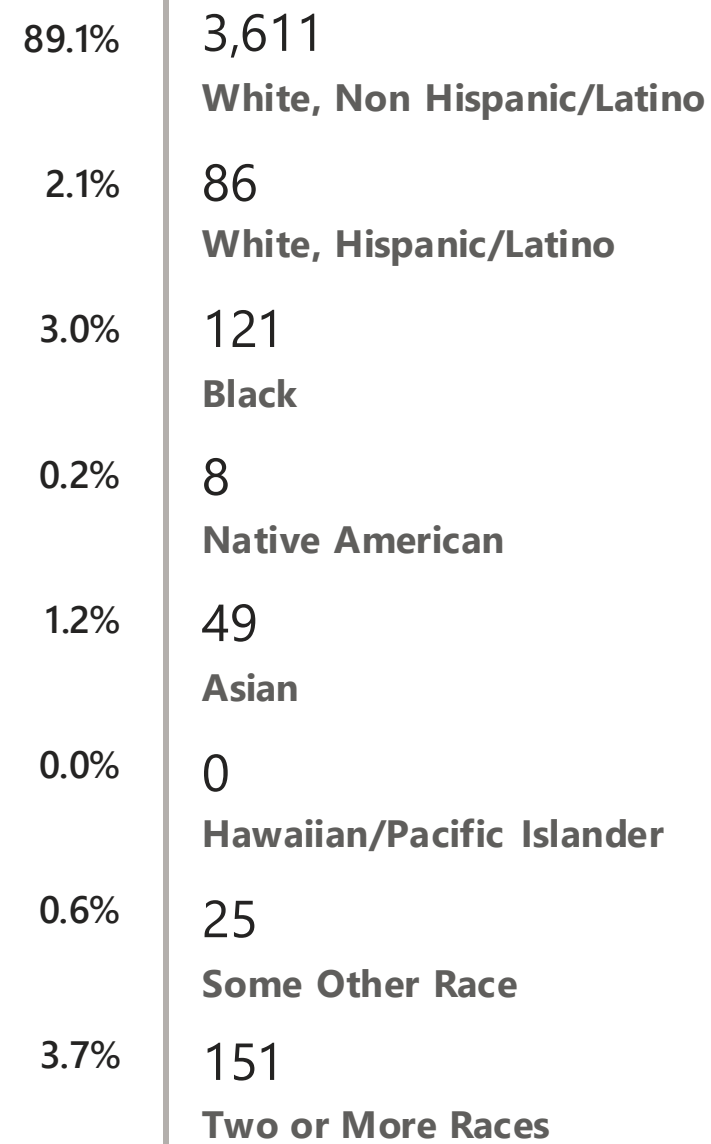 89.1%
3,611
White, Non Hispanic/Latino
2.1%
86
White, Hispanic/Latino
3.0%
121
Black
0.2%
8
Native American
1.2%
49
Asian
0.0%
0
Hawaiian/Pacific Islander
0.6%
25
Some Other Race
3.7%
151
Two or More Races